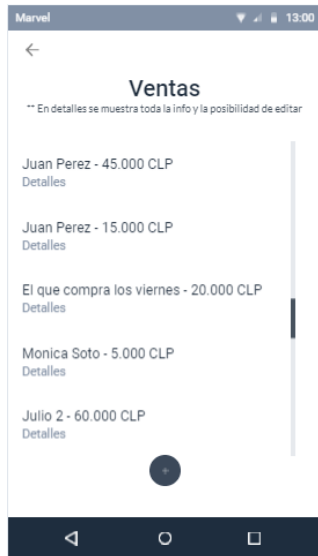 Marvel 13:00
Ventas
** En detalles se muestra toda la info y la posibilidad de editar
Juan Perez - 45.000 CLP
Detalles
Juan Perez - 15.000 CLP
Detalles
El que compra los viernes - 20.000 CLP
Detalles
Monica Soto - 5.000 CLP
Detalles
Julio 2 - 60.000 CLP
Detalles
+